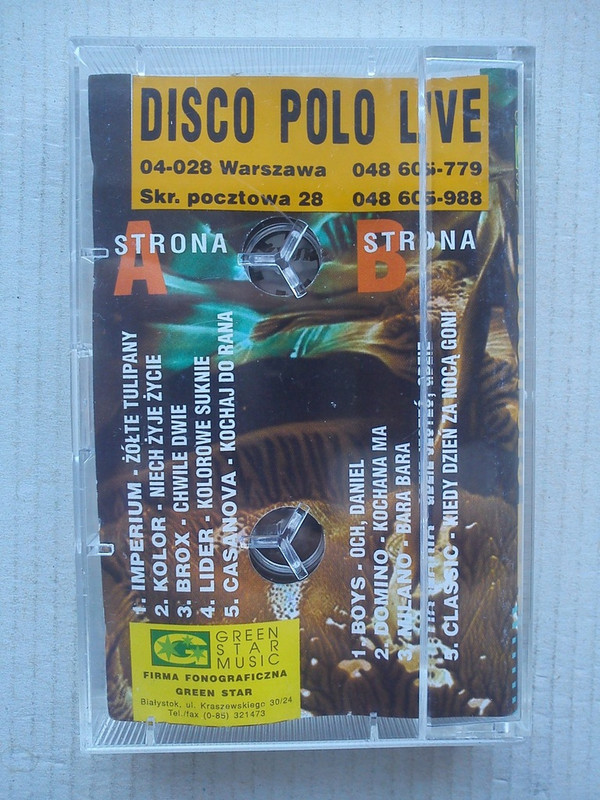 DISCO POLO LIVE
04-028 Warszawa 048 605-779
Skr. pocztowa 28 048 605-988
A STRONA
1. IMPERIUM - ŻÓŁTE TULIPANY
2. KOLOR - NIECH ŻYJE ŻYCIE
3. BROX - CHWILE DWIE
4. LIDER - KOLOROWE SUKNIE
5. CASANOVA - KOCHAJ DO RANA
B STRONA
1. BOYS - OCH, DANIEL
2. DOMINO - KOCHANA MA
3. MILANO - BARA BARA
5. CLASSIC - KIEDY DZIEŃ ZA NOCĄ GONI
G
GREEN
STAR
MUSIC
FIRMA FONOGRAFICZNA
GREEN STAR
Białystok, ul. Kraszewskiego 30/24
Tel./fax (0-85) 321473